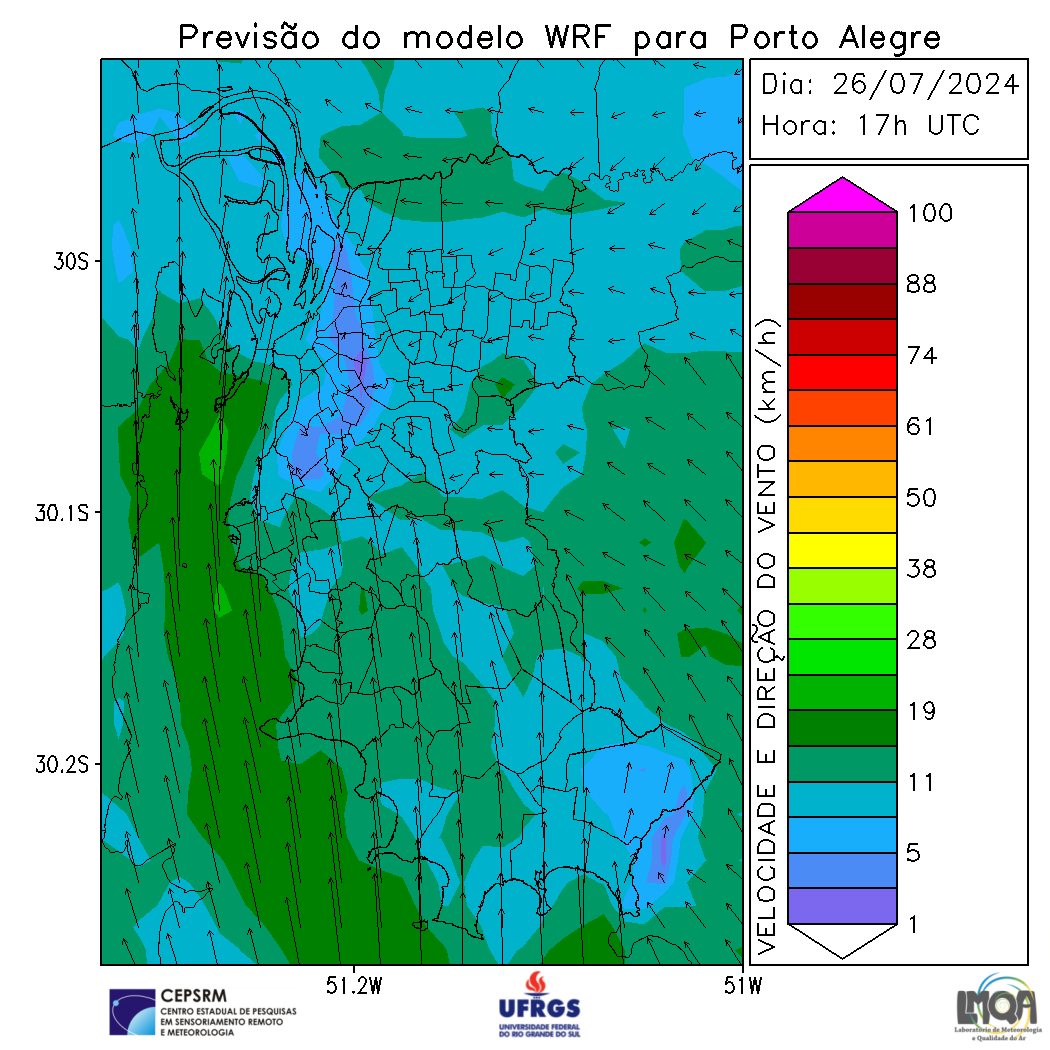 Previsão do modelo WRF para Porto Alegre
Dia: 26/07/2024
Hora: 17h UTC
30S
30.1S
30.2S
51.2W
51W
VELOCIDADE E DIREÇÃO DO VENTO (km/h)
100
88
74
61
50
38
28
19
11
5
1
CEPSRM
CENTRO ESTADUAL DE PESQUISAS
EM SENSORIAMENTO REMOTO
E METEOROLOGIA
UFRGS
UNIVERSIDADE FEDERAL
DO RIO GRANDE DO SUL
LMQA
Laboratório de Meteorologia
e Qualidade do Ar